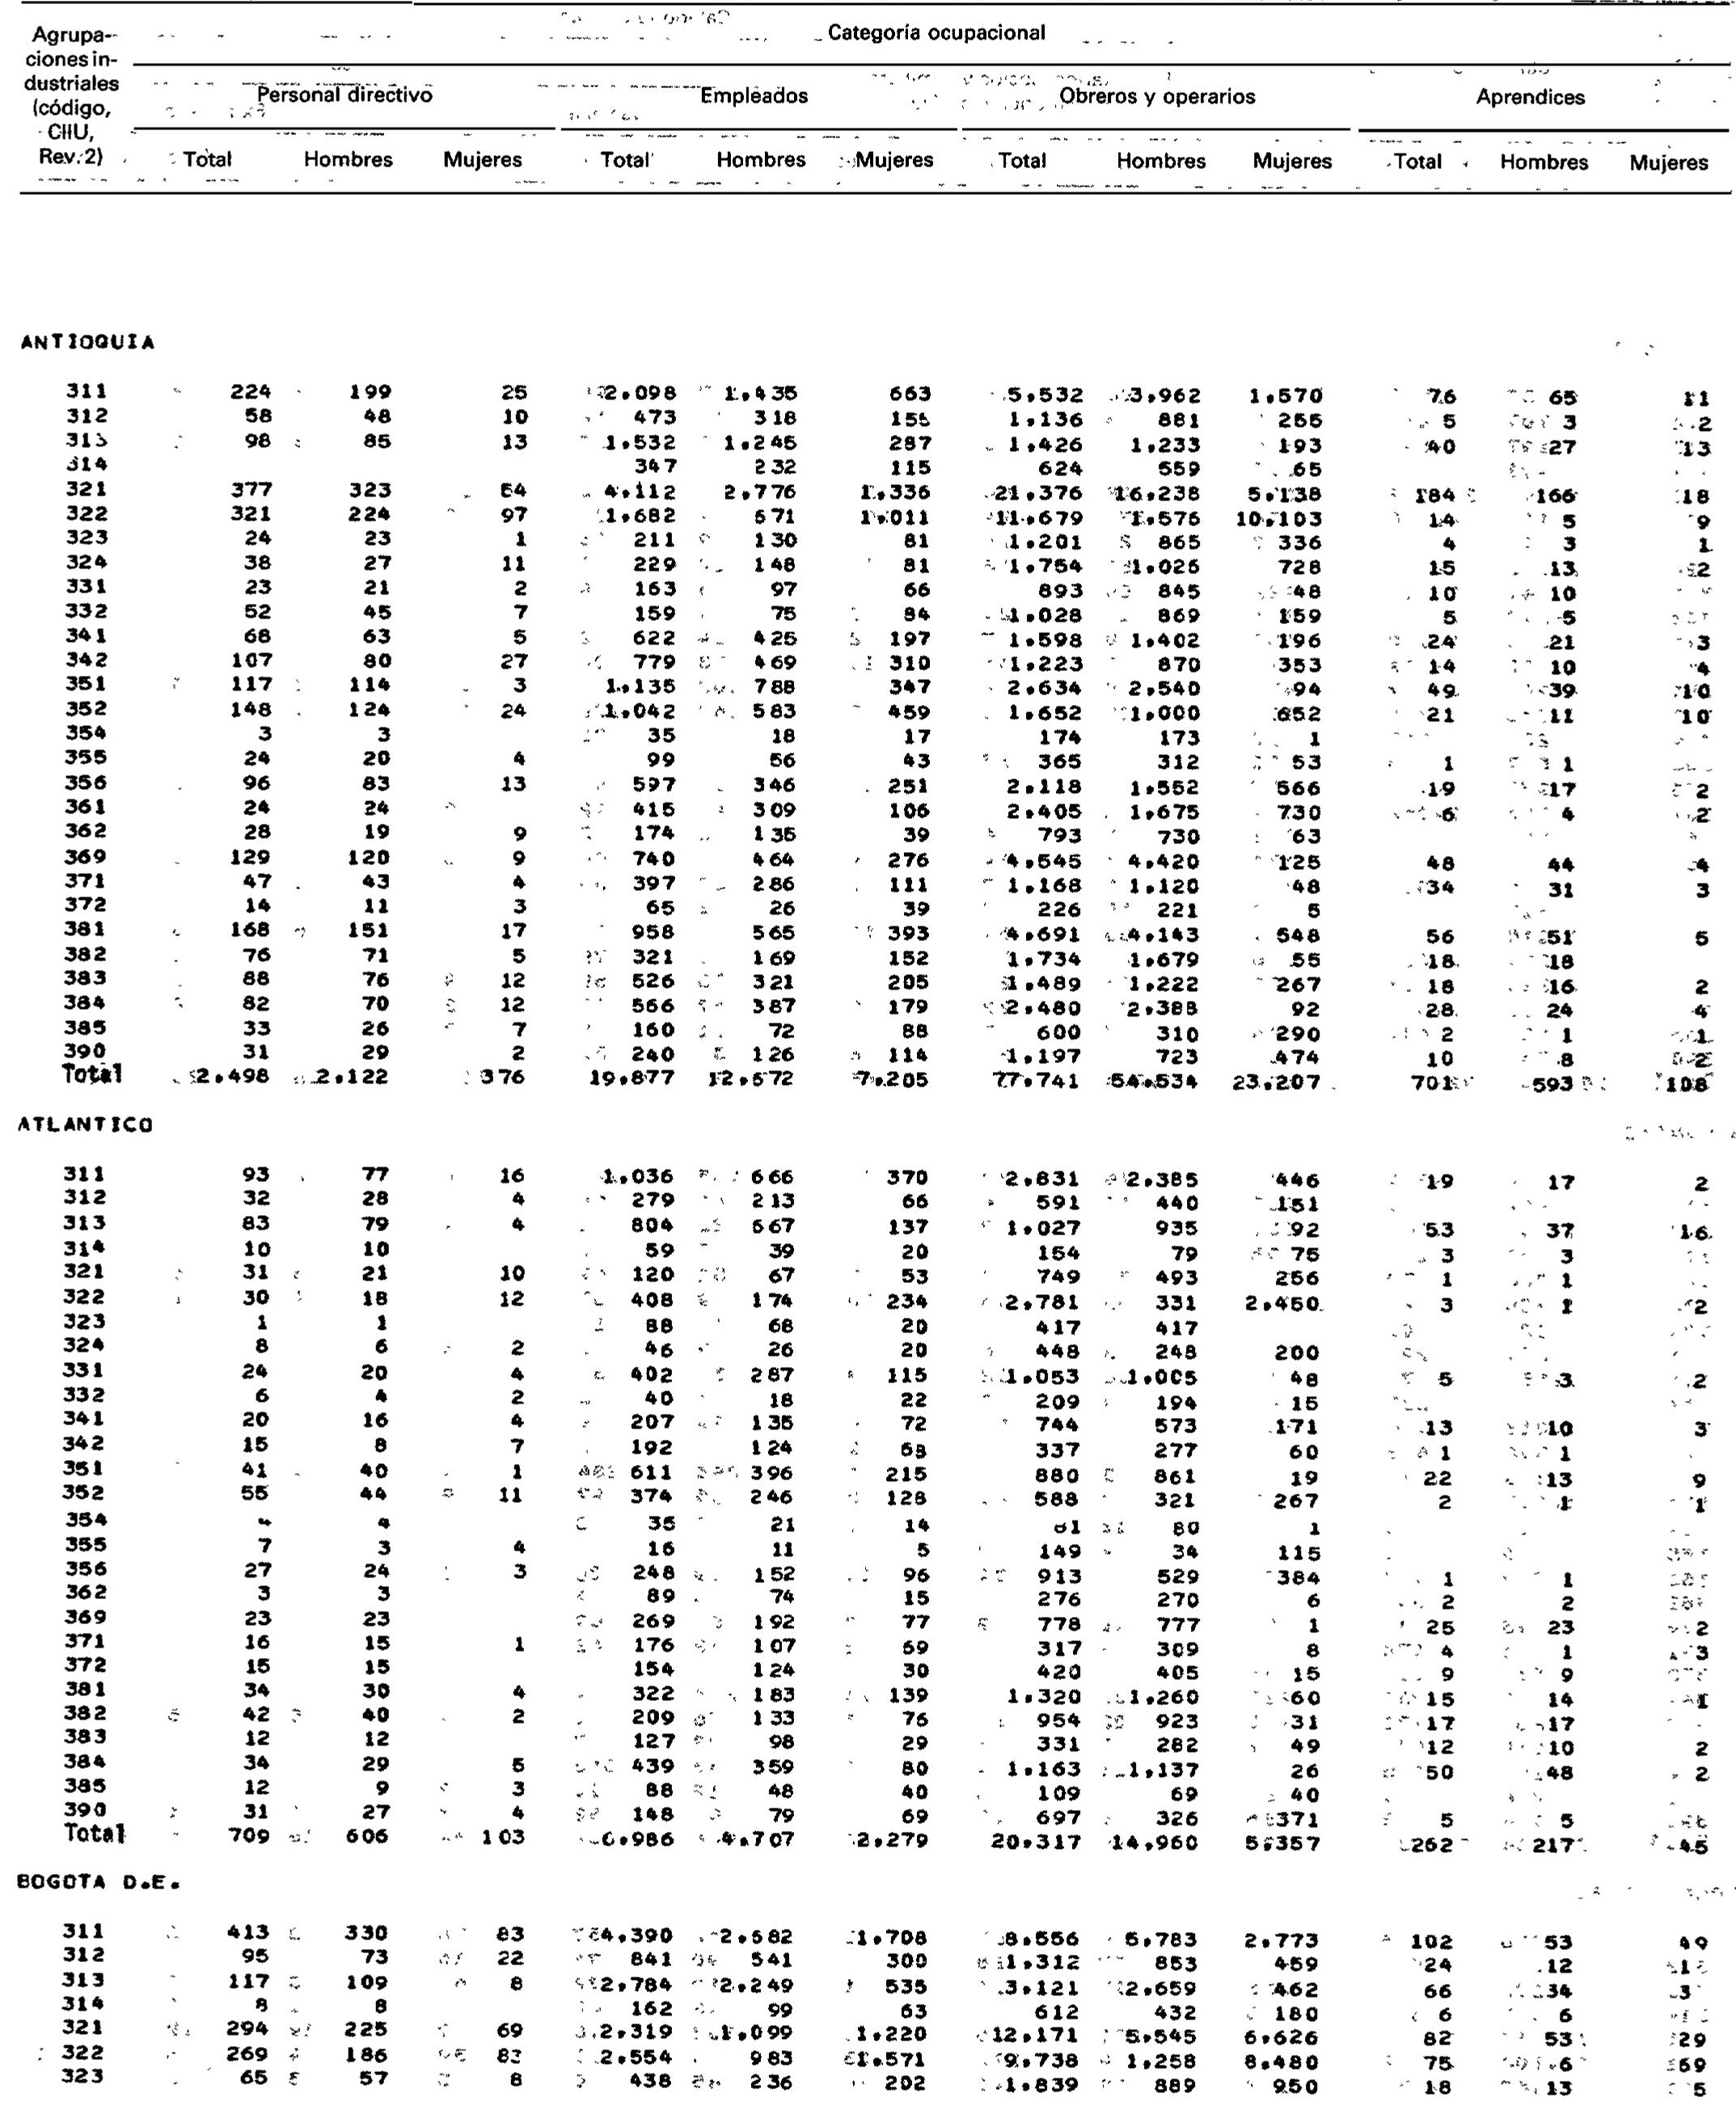 Categoría ocupacional
Agrupa-
ciones in-
dustriales
(código,
CIIU,
Rev. 2)
Personal directivo Empleados Obreros y operarios Aprendices
Total Hombres Mujeres Total Hombres Mujeres Total Hombres Mujeres Total Hombres Mujeres
ANTIOQUIA
311 224 199 25 2.098 1.435 663 5.532 3.962 1.570 76 65 11
312 58 48 10 473 318 155 1.136 881 255 5 3 2
313 98 85 13 1.532 1.245 287 1.426 1.233 193 40 27 13
314 347 232 115 624 559 65
321 377 323 54 4.112 2.776 1.336 21.376 16.238 5.138 184 166 18
322 321 224 97 1.682 671 1.011 11.679 1.576 10.103 14 5 9
323 24 23 1 211 130 81 1.201 865 336 4 3 1
324 38 27 11 229 148 81 1.754 1.026 728 15 13 2
331 23 21 2 163 97 66 893 845 48 10 10
332 52 45 7 159 75 84 1.028 869 159 5 5
341 68 63 5 622 425 197 1.598 1.402 196 24 21 3
342 107 80 27 779 469 310 1.223 870 353 14 10 4
351 117 114 3 1.135 788 347 2.634 2.540 94 49 39 10
352 148 124 24 1.042 583 459 1.652 1.000 652 21 11 10
354 3 3 35 18 17 174 173 1
355 24 20 4 99 56 43 365 312 53 1 1
356 96 83 13 597 346 251 2.118 1.552 566 19 17 2
361 24 24 415 309 106 2.405 1.675 730 6 4 2
362 28 19 9 174 135 39 793 730 63
369 129 120 9 740 464 276 4.545 4.420 125 48 44 4
371 47 43 4 397 286 111 1.168 1.120 48 34 31 3
372 14 11 3 65 26 39 226 221 5
381 168 151 17 958 565 393 4.691 4.143 548 56 51 5
382 76 71 5 321 169 152 1.734 1.679 55 18 18
383 88 76 12 526 321 205 1.489 1.222 267 18 16 2
384 82 70 12 566 387 179 2.480 2.388 92 28 24 4
385 33 26 7 160 72 88 600 310 290 2 1 1
390 31 29 2 240 126 114 1.197 723 474 10 8 2
Total 2.498 2.122 376 19.877 12.672 7.205 77.741 54.534 23.207 701 593 108
ATLANTICO
311 93 77 16 1.036 666 370 2.831 2.385 446 19 17 2
312 32 28 4 279 213 66 591 440 151
313 83 79 4 804 667 137 1.027 935 92 53 37 16
314 10 10 59 39 20 154 79 75 3 3
321 31 21 10 120 67 53 749 493 256 1 1
322 30 18 12 408 174 234 2.781 331 2.450 3 1 2
323 1 1 88 68 20 417 417
324 8 6 2 46 26 20 448 248 200
331 24 20 4 402 287 115 1.053 1.005 48 5 3 2
332 6 4 2 40 18 22 209 194 15
341 20 16 4 207 135 72 744 573 171 13 10 3
342 15 8 7 192 124 68 337 277 60 1 1
351 41 40 1 611 396 215 880 861 19 22 13 9
352 55 44 11 374 246 128 588 321 267 2 1 1
354 4 4 35 21 14 81 80 1
355 7 3 4 16 11 5 149 34 115
356 27 24 3 248 152 96 913 529 384 1 1
362 3 3 89 74 15 276 270 6 2 2
369 23 23 269 192 77 778 777 1 25 23 2
371 16 15 1 176 107 69 317 309 8 4 1 3
372 15 15 154 124 30 420 405 15 9 9
381 34 30 4 322 183 139 1.320 1.260 60 15 14 1
382 42 40 2 209 133 76 954 923 31 17 17
383 12 12 127 98 29 331 282 49 12 10 2
384 34 29 5 439 359 80 1.163 1.137 26 50 48 2
385 12 9 3 88 48 40 109 69 40
390 31 27 4 148 79 69 697 326 371 5 5
Total 709 606 103 6.986 4.707 2.279 20.317 14.960 5.357 262 217 45
BOGOTA D.E.
311 413 330 83 4.390 2.682 1.708 8.556 5.783 2.773 102 53 49
312 95 73 22 841 541 300 1.312 853 459 24 12
313 117 109 8 2.784 2.249 535 3.121 2.659 462 66 34
314 8 8 162 99 63 612 432 180 6 6
321 294 225 69 2.319 1.099 1.220 12.171 5.545 6.626 82 53 29
322 269 186 83 2.554 983 1.571 9.738 1.258 8.480 75 6 69
323 65 57 8 438 236 202 1.839 889 950 18 13 5